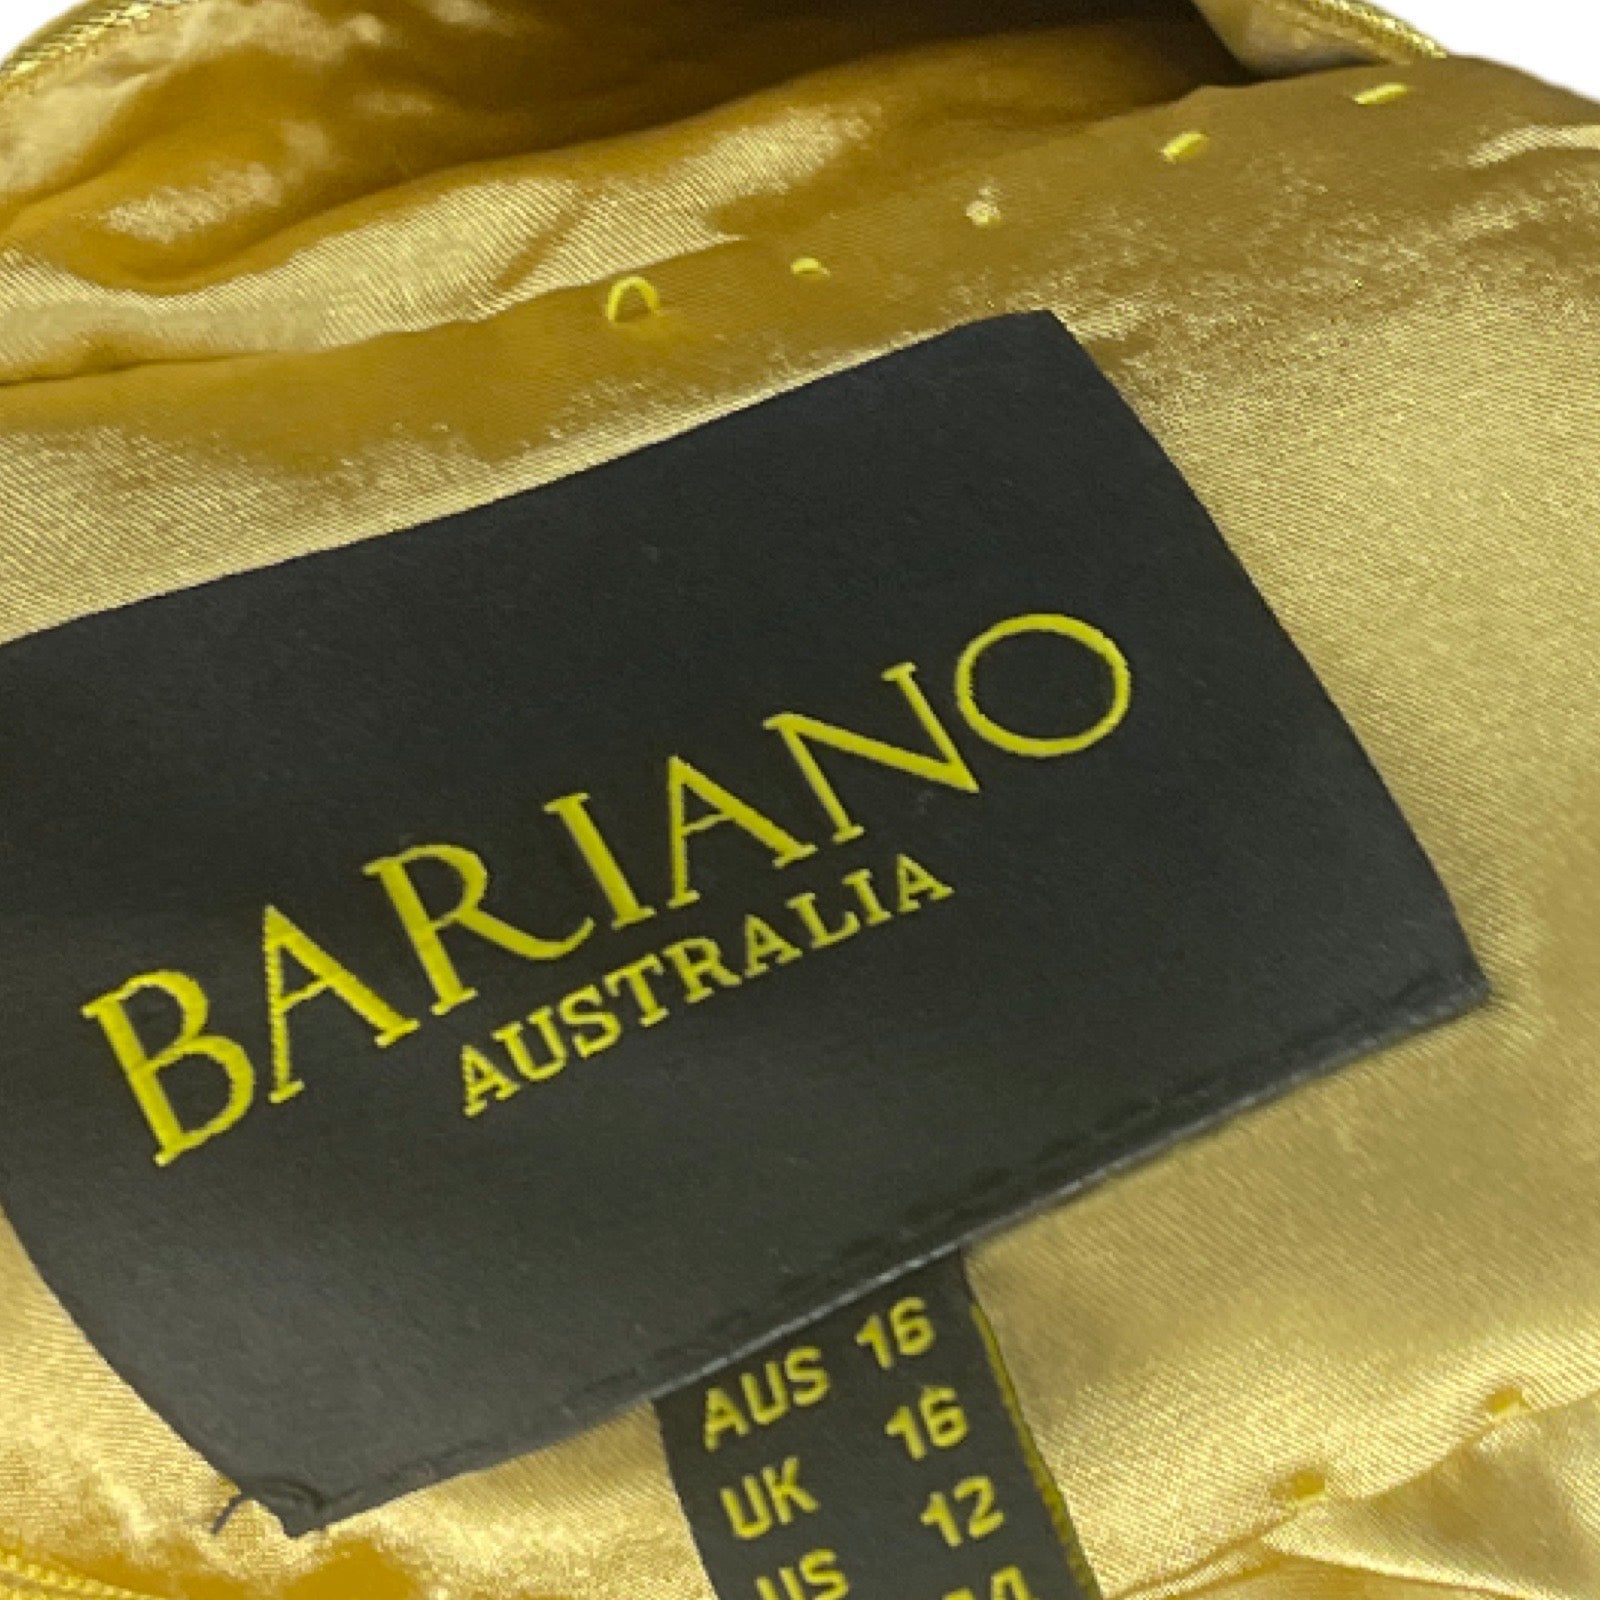 BARIANO
AUSTRALIA
AUS 16
UK 16
US 12